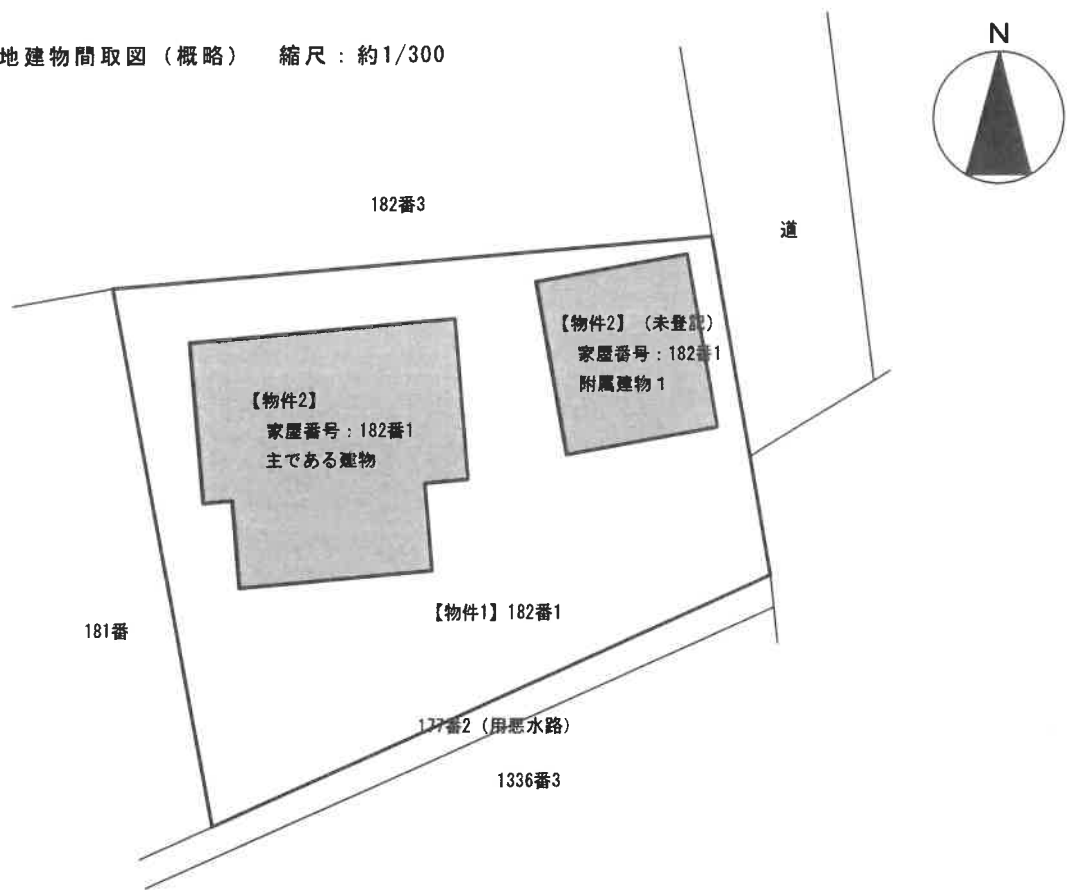 地建物間取図（概略）　縮尺：約1/300
N
182番3
道
【物件2】（未登記）
家屋番号：182番1
附属建物1
【物件2】
家屋番号：182番1
主である建物
【物件1】182番1
181番
177番2（用悪水路）
1336番3